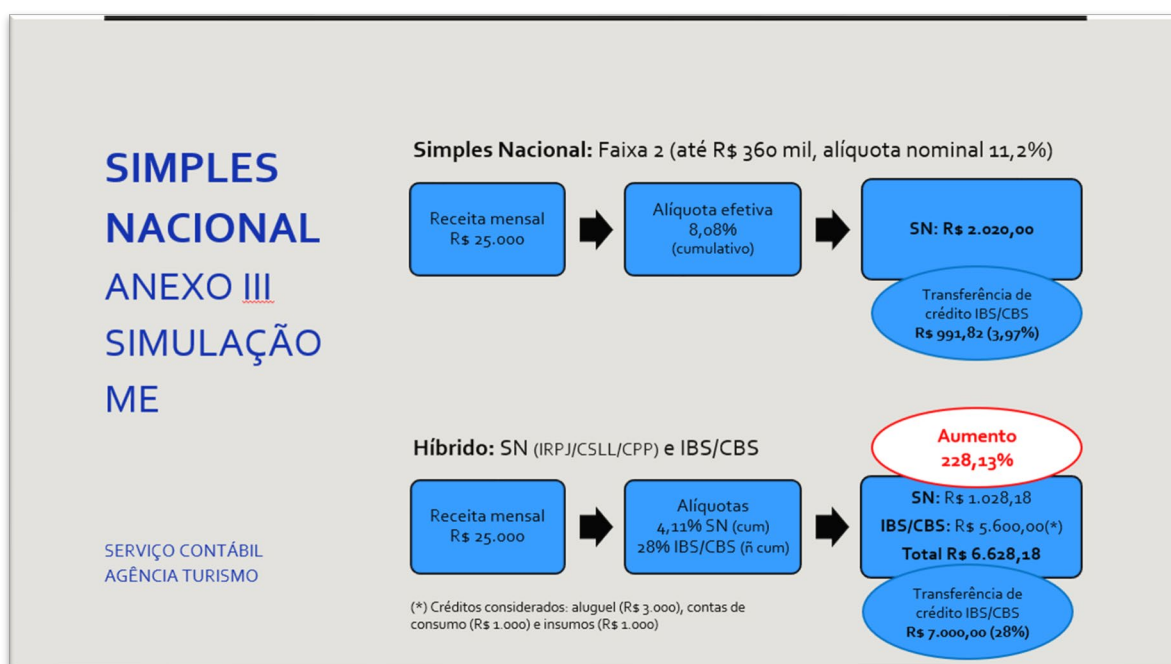 SIMPLES
NACIONAL
ANEXO III
SIMULAÇÃO
ME
SERVIÇO CONTÁBIL
AGÊNCIA TURISMO
Simples Nacional: Faixa 2 (até R$ 360 mil, alíquota nominal 11,2%)
Receita mensal
R$ 25.000
Alíquota efetiva
8,08%
(cumulativo)
SN: R$ 2.020,00
Transferência de
crédito IBS/CBS
R$ 991,82 (3,97%)
Híbrido: SN (IRPJ/CSLL/CPP) e IBS/CBS
Receita mensal
R$ 25.000
Alíquotas
4,11% SN (cum)
28% IBS/CBS (ñ cum)
Aumento
228,13%
SN: R$ 1.028,18
IBS/CBS: R$ 5.600,00(*)
Total R$ 6.628,18
Transferência de
crédito IBS/CBS
R$ 7.000,00 (28%)
(*) Créditos considerados: aluguel (R$ 3.000), contas de
consumo (R$ 1.000) e insumos (R$ 1.000)